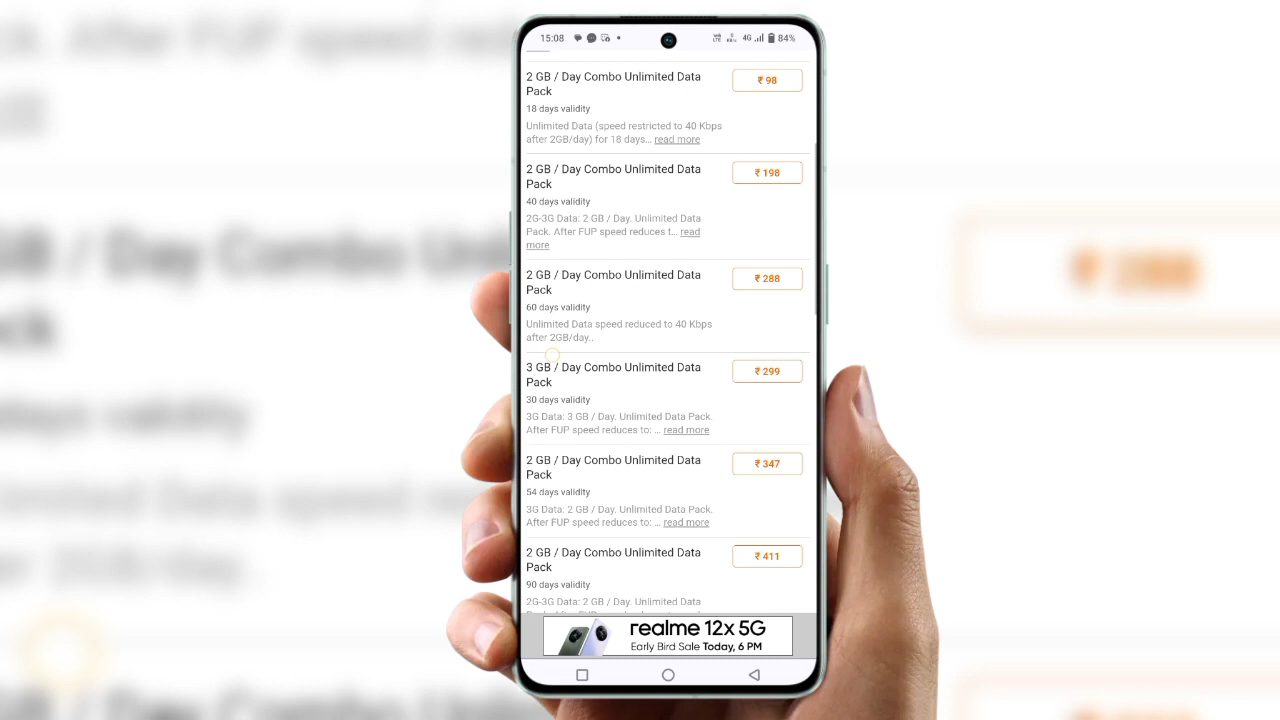 15:08
4G 84%
2 GB / Day Combo Unlimited Data
Pack
₹ 98
18 days validity
Unlimited Data (speed restricted to 40 Kbps
after 2GB/day) for 18 days... read more
2 GB / Day Combo Unlimited Data
Pack
₹ 198
40 days validity
2G-3G Data: 2 GB / Day. Unlimited Data
Pack. After FUP speed reduces t... read
more
2 GB / Day Combo Unlimited Data
Pack
₹ 288
60 days validity
Unlimited Data speed reduced to 40 Kbps
after 2GB/day..
3 GB / Day Combo Unlimited Data
Pack
₹ 299
30 days validity
3G Data: 3 GB / Day. Unlimited Data Pack.
After FUP speed reduces to: ... read more
2 GB / Day Combo Unlimited Data
Pack
₹ 347
54 days validity
3G Data: 2 GB / Day. Unlimited Data Pack.
After FUP speed reduces to: ... read more
2 GB / Day Combo Unlimited Data
Pack
₹ 411
90 days validity
2G-3G Data: 2 GB / Day. Unlimited Data
realme 12x 5G
Early Bird Sale Today, 6 PM